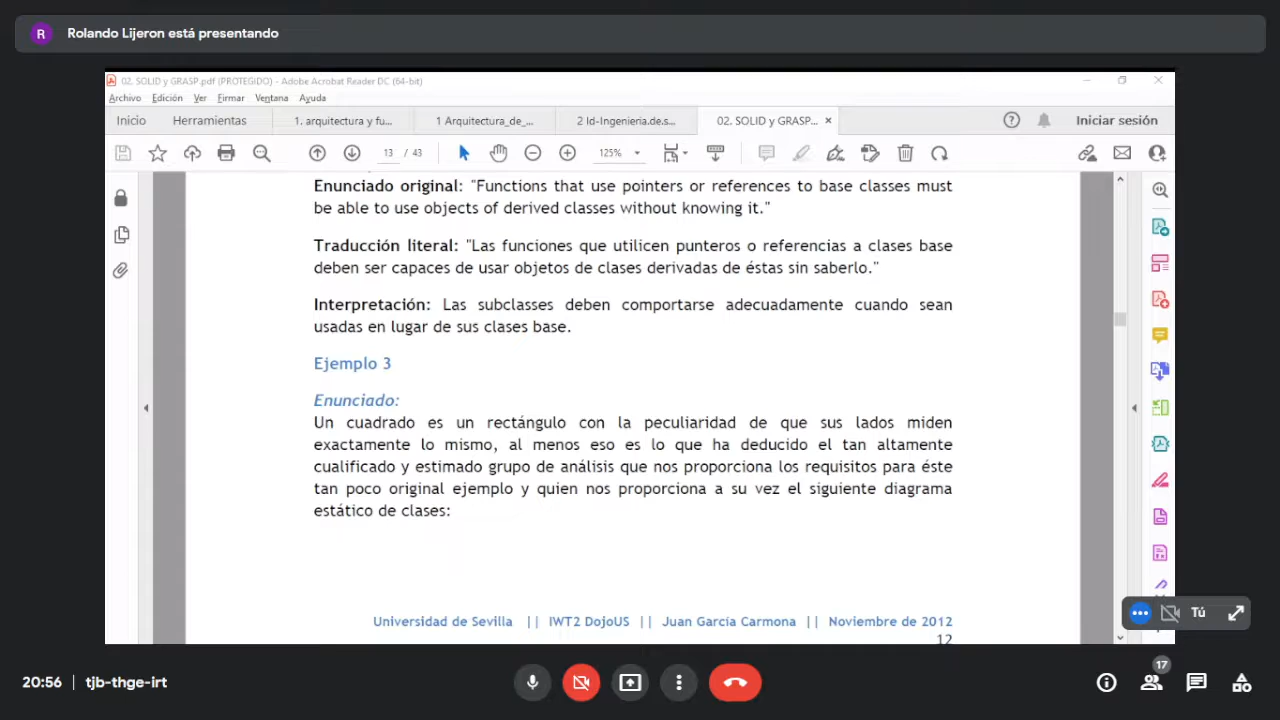 R Rolando Lijeron está presentando
02. SOLID y GRASP.pdf (PROTEGIDO) - Adobe Acrobat Reader DC (64-bit)
Archivo Edición Ver Firmar Ventana Ayuda
Inicio Herramientas 1. arquitectura y fu... 1 Arquitectura_de_... 2 Id-Ingenieria.de.s... 02. SOLID y GRASP... × Iniciar sesión
13 / 43 125%
Enunciado original: "Functions that use pointers or references to base classes must
be able to use objects of derived classes without knowing it."
Traducción literal: "Las funciones que utilicen punteros o referencias a clases base
deben ser capaces de usar objetos de clases derivadas de éstas sin saberlo."
Interpretación: Las subclasses deben comportarse adecuadamente cuando sean
usadas en lugar de sus clases base.
Ejemplo 3
Enunciado:
Un cuadrado es un rectángulo con la peculiaridad de que sus lados miden
exactamente lo mismo, al menos eso es lo que ha deducido el tan altamente
cualificado y estimado grupo de análisis que nos proporciona los requisitos para éste
tan poco original ejemplo y quien nos proporciona a su vez el siguiente diagrama
estático de clases:
Universidad de Sevilla || IWT2 DojoUS || Juan García Carmona || Noviembre de 2012
12
Tú
20:56 | tjb-thge-irt
17